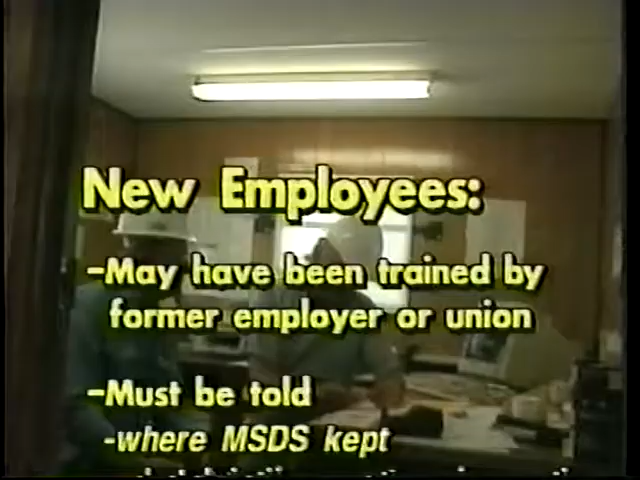 New Employees:
-May have been trained by
former employer or union
-Must be told
-where MSDS kept